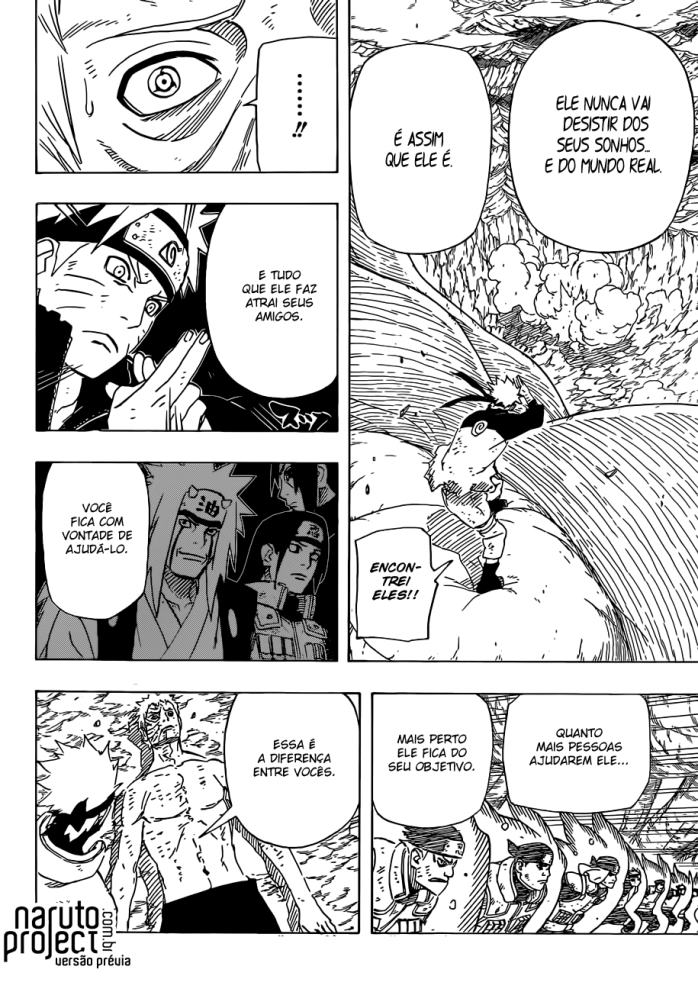 ELE NUNCA VAI
DESISTIR DOS
SEUS SONHOS...
E DO MUNDO REAL.
É ASSIM
QUE ELE É.
ENCON-
TREI
ELES!!
......!!
E TUDO
QUE ELE FAZ
ATRAI SEUS
AMIGOS.
VOCÊ
FICA COM
VONTADE DE
AJUDÁ-LO.
油
QUANTO
MAIS PESSOAS
AJUDAREM ELE...
MAIS PERTO
ELE FICA DO
SEU OBJETIVO.
ESSA É
A DIFERENÇA
ENTRE VOCÊS.
naruto
project
.com.br
versão prévia